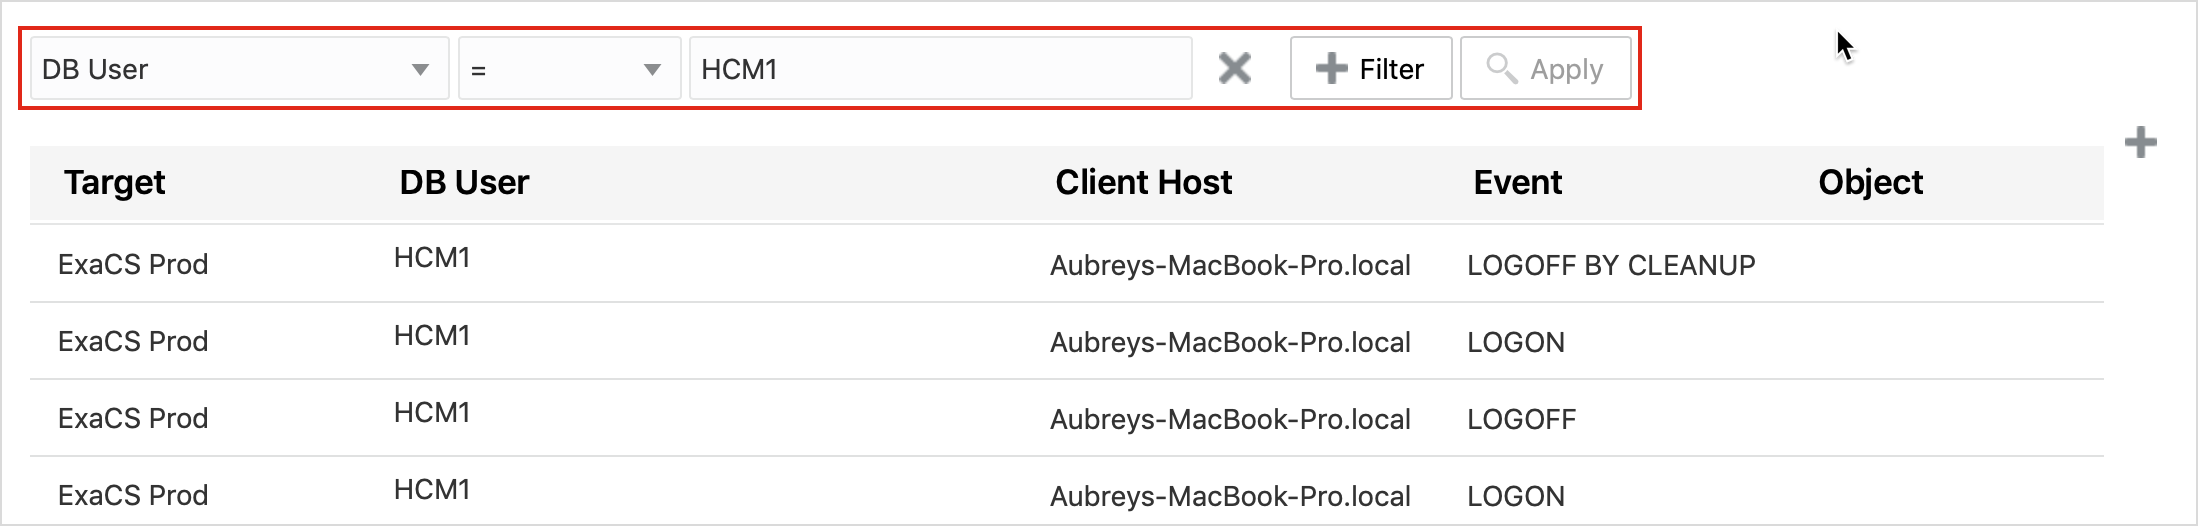 DB User = HCM1 Filter Apply
Target DB User Client Host Event Object
ExaCS Prod HCM1 Aubreys-MacBook-Pro.local LOGOFF BY CLEANUP
ExaCS Prod HCM1 Aubreys-MacBook-Pro.local LOGON
ExaCS Prod HCM1 Aubreys-MacBook-Pro.local LOGOFF
ExaCS Prod HCM1 Aubreys-MacBook-Pro.local LOGON